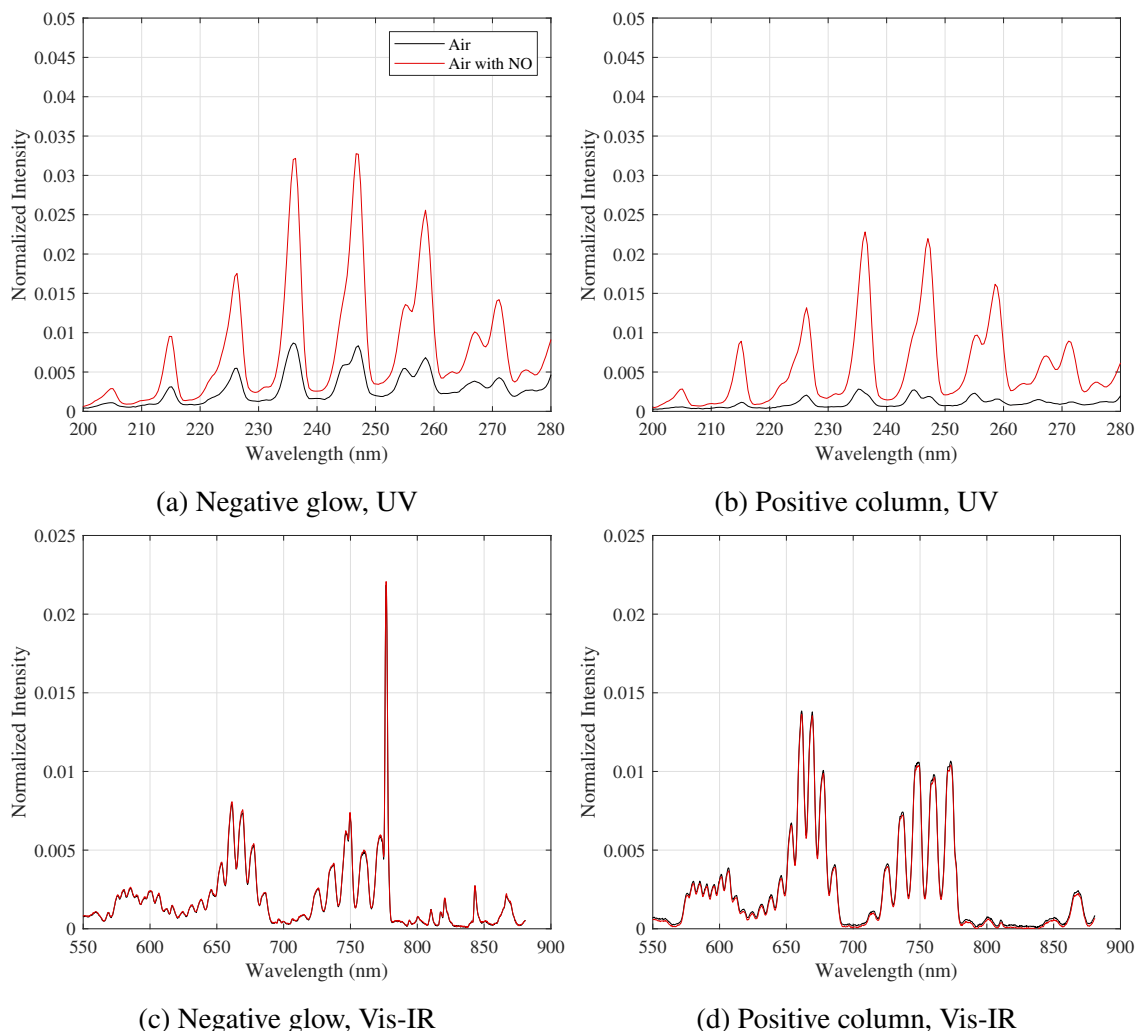 0.05
0.045
0.04
0.035
0.03
0.025
0.02
0.015
0.01
0.005
0
Normalized Intensity
Air
Air with NO
200 210 220 230 240 250 260 270 280
Wavelength (nm)
(a) Negative glow, UV
0.05
0.045
0.04
0.035
0.03
0.025
0.02
0.015
0.01
0.005
0
Normalized Intensity
200 210 220 230 240 250 260 270 280
Wavelength (nm)
(b) Positive column, UV
0.025
0.02
0.015
0.01
0.005
0
Normalized Intensity
550 600 650 700 750 800 850 900
Wavelength (nm)
(c) Negative glow, Vis-IR
0.025
0.02
0.015
0.01
0.005
0
Normalized Intensity
550 600 650 700 750 800 850 900
Wavelength (nm)
(d) Positive column, Vis-IR